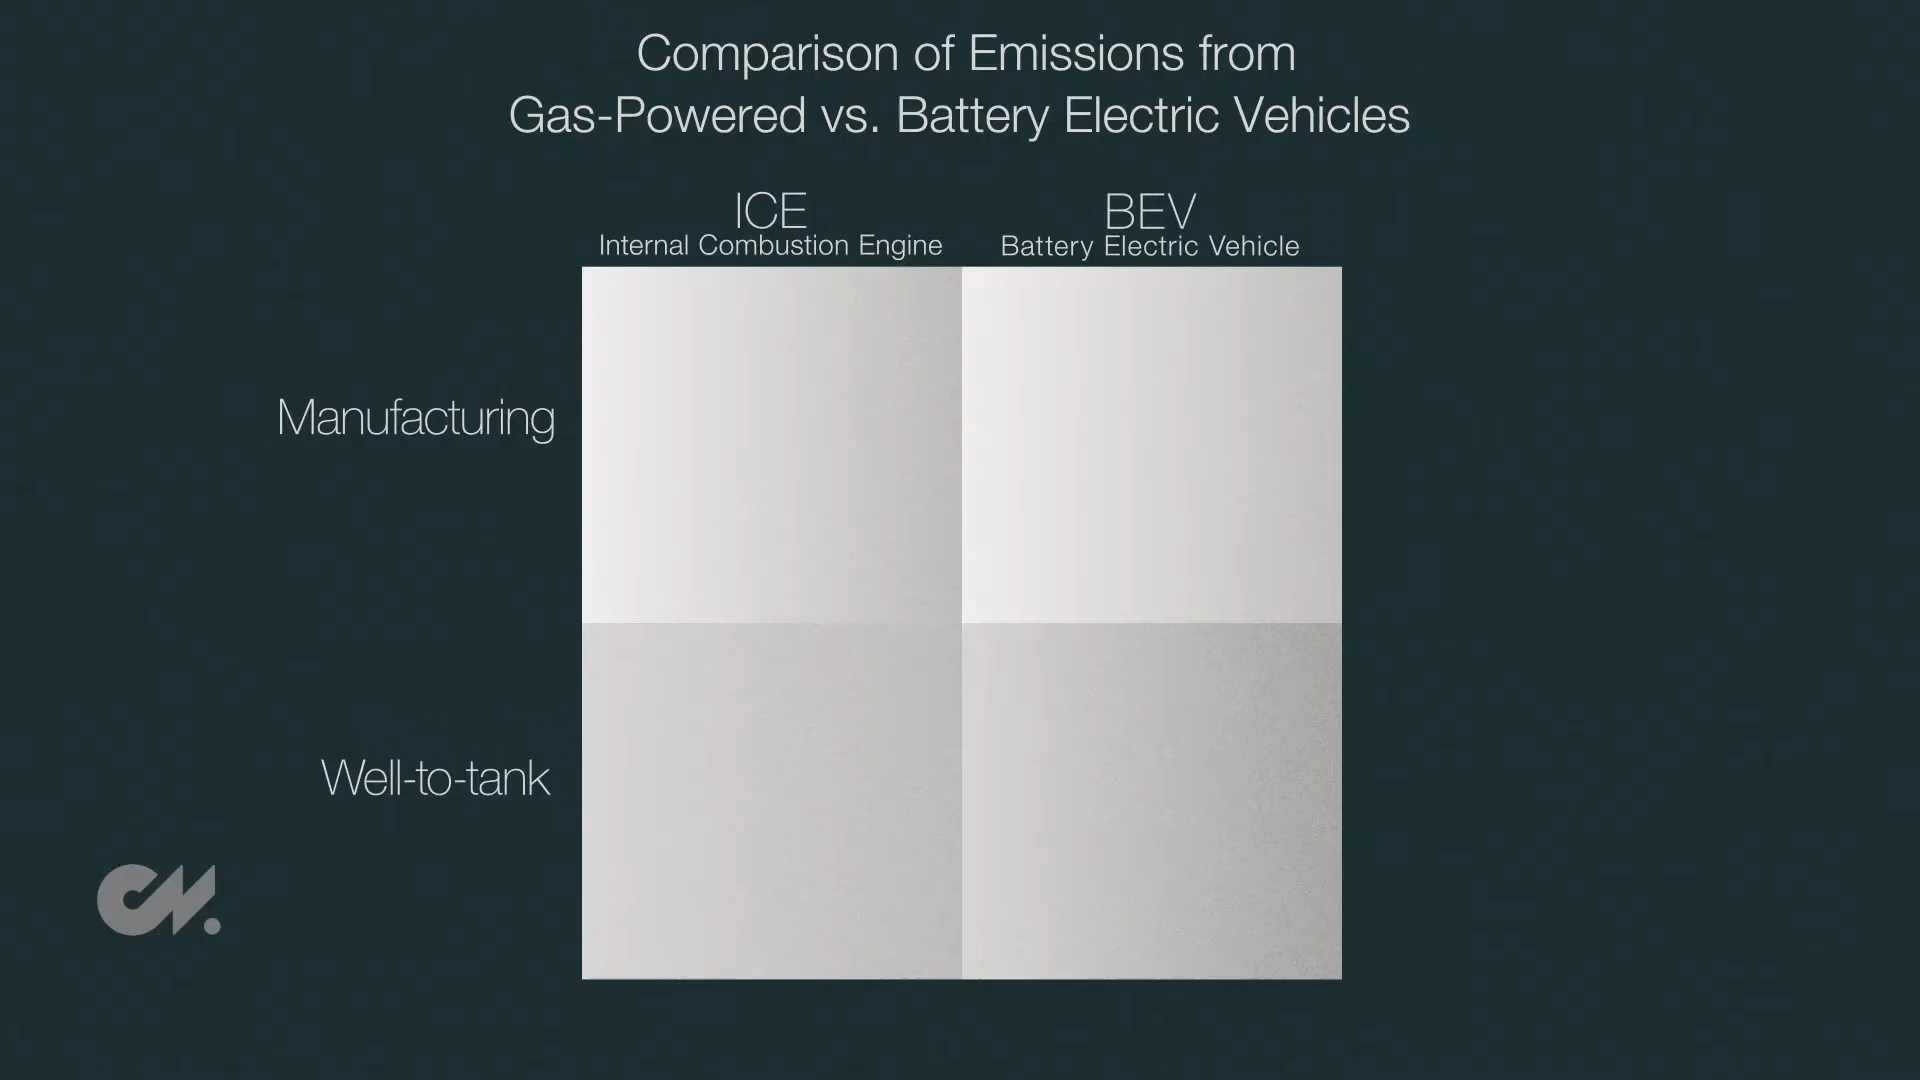 Comparison of Emissions from
Gas-Powered vs. Battery Electric Vehicles
ICE
Internal Combustion Engine
BEV
Battery Electric Vehicle
Manufacturing
Well-to-tank
CM.